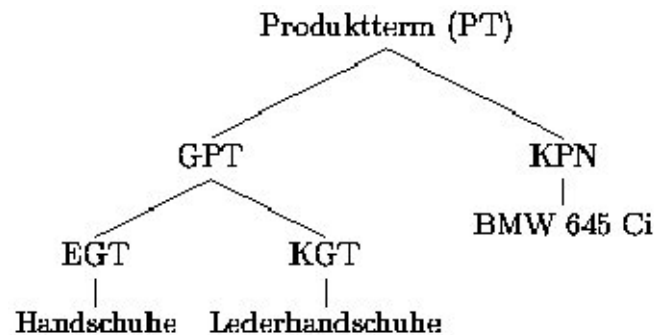 Produktterm (PT)
GPT KPN
BMW 645 Ci
EGT KGT
Handschuhe Lederhandschuhe